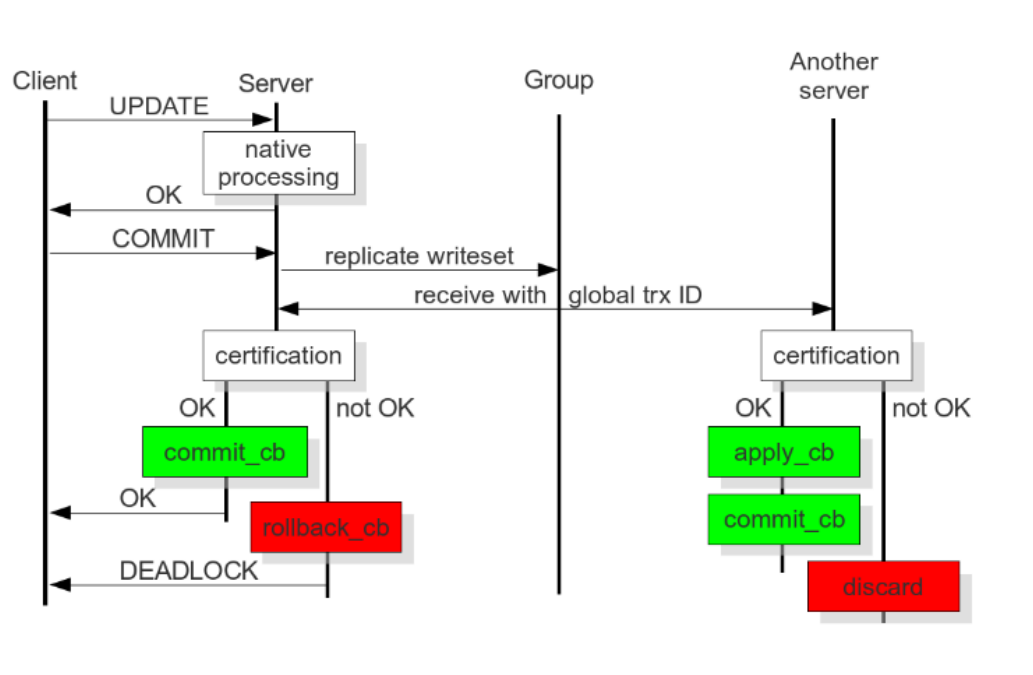 Client
Server
Group
Another
server
UPDATE
native
processing
OK
COMMIT
replicate writeset
receive with
global trx ID
certification
certification
OK
not OK
OK
not OK
commit_cb
apply_cb
OK
rollback_cb
commit_cb
DEADLOCK
discard